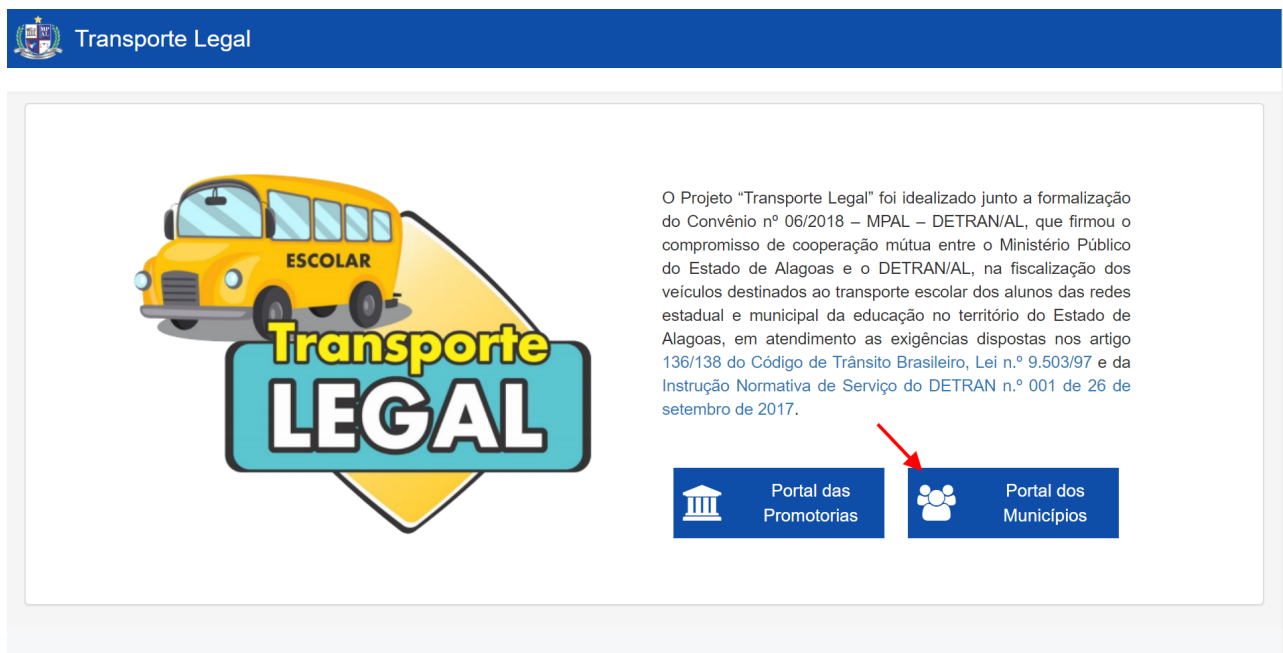 Transporte Legal
ESCOLAR
Transporte
LEGAL
O Projeto “Transporte Legal” foi idealizado junto a formalização
do Convênio nº 06/2018 – MPAL – DETRAN/AL, que firmou o
compromisso de cooperação mútua entre o Ministério Público
do Estado de Alagoas e o DETRAN/AL, na fiscalização dos
veículos destinados ao transporte escolar dos alunos das redes
estadual e municipal da educação no território do Estado de
Alagoas, em atendimento as exigências dispostas nos artigo
136/138 do Código de Trânsito Brasileiro, Lei n.º 9.503/97 e da
Instrução Normativa de Serviço do DETRAN n.º 001 de 26 de
setembro de 2017.
Portal das
Promotorias
Portal dos
Municípios